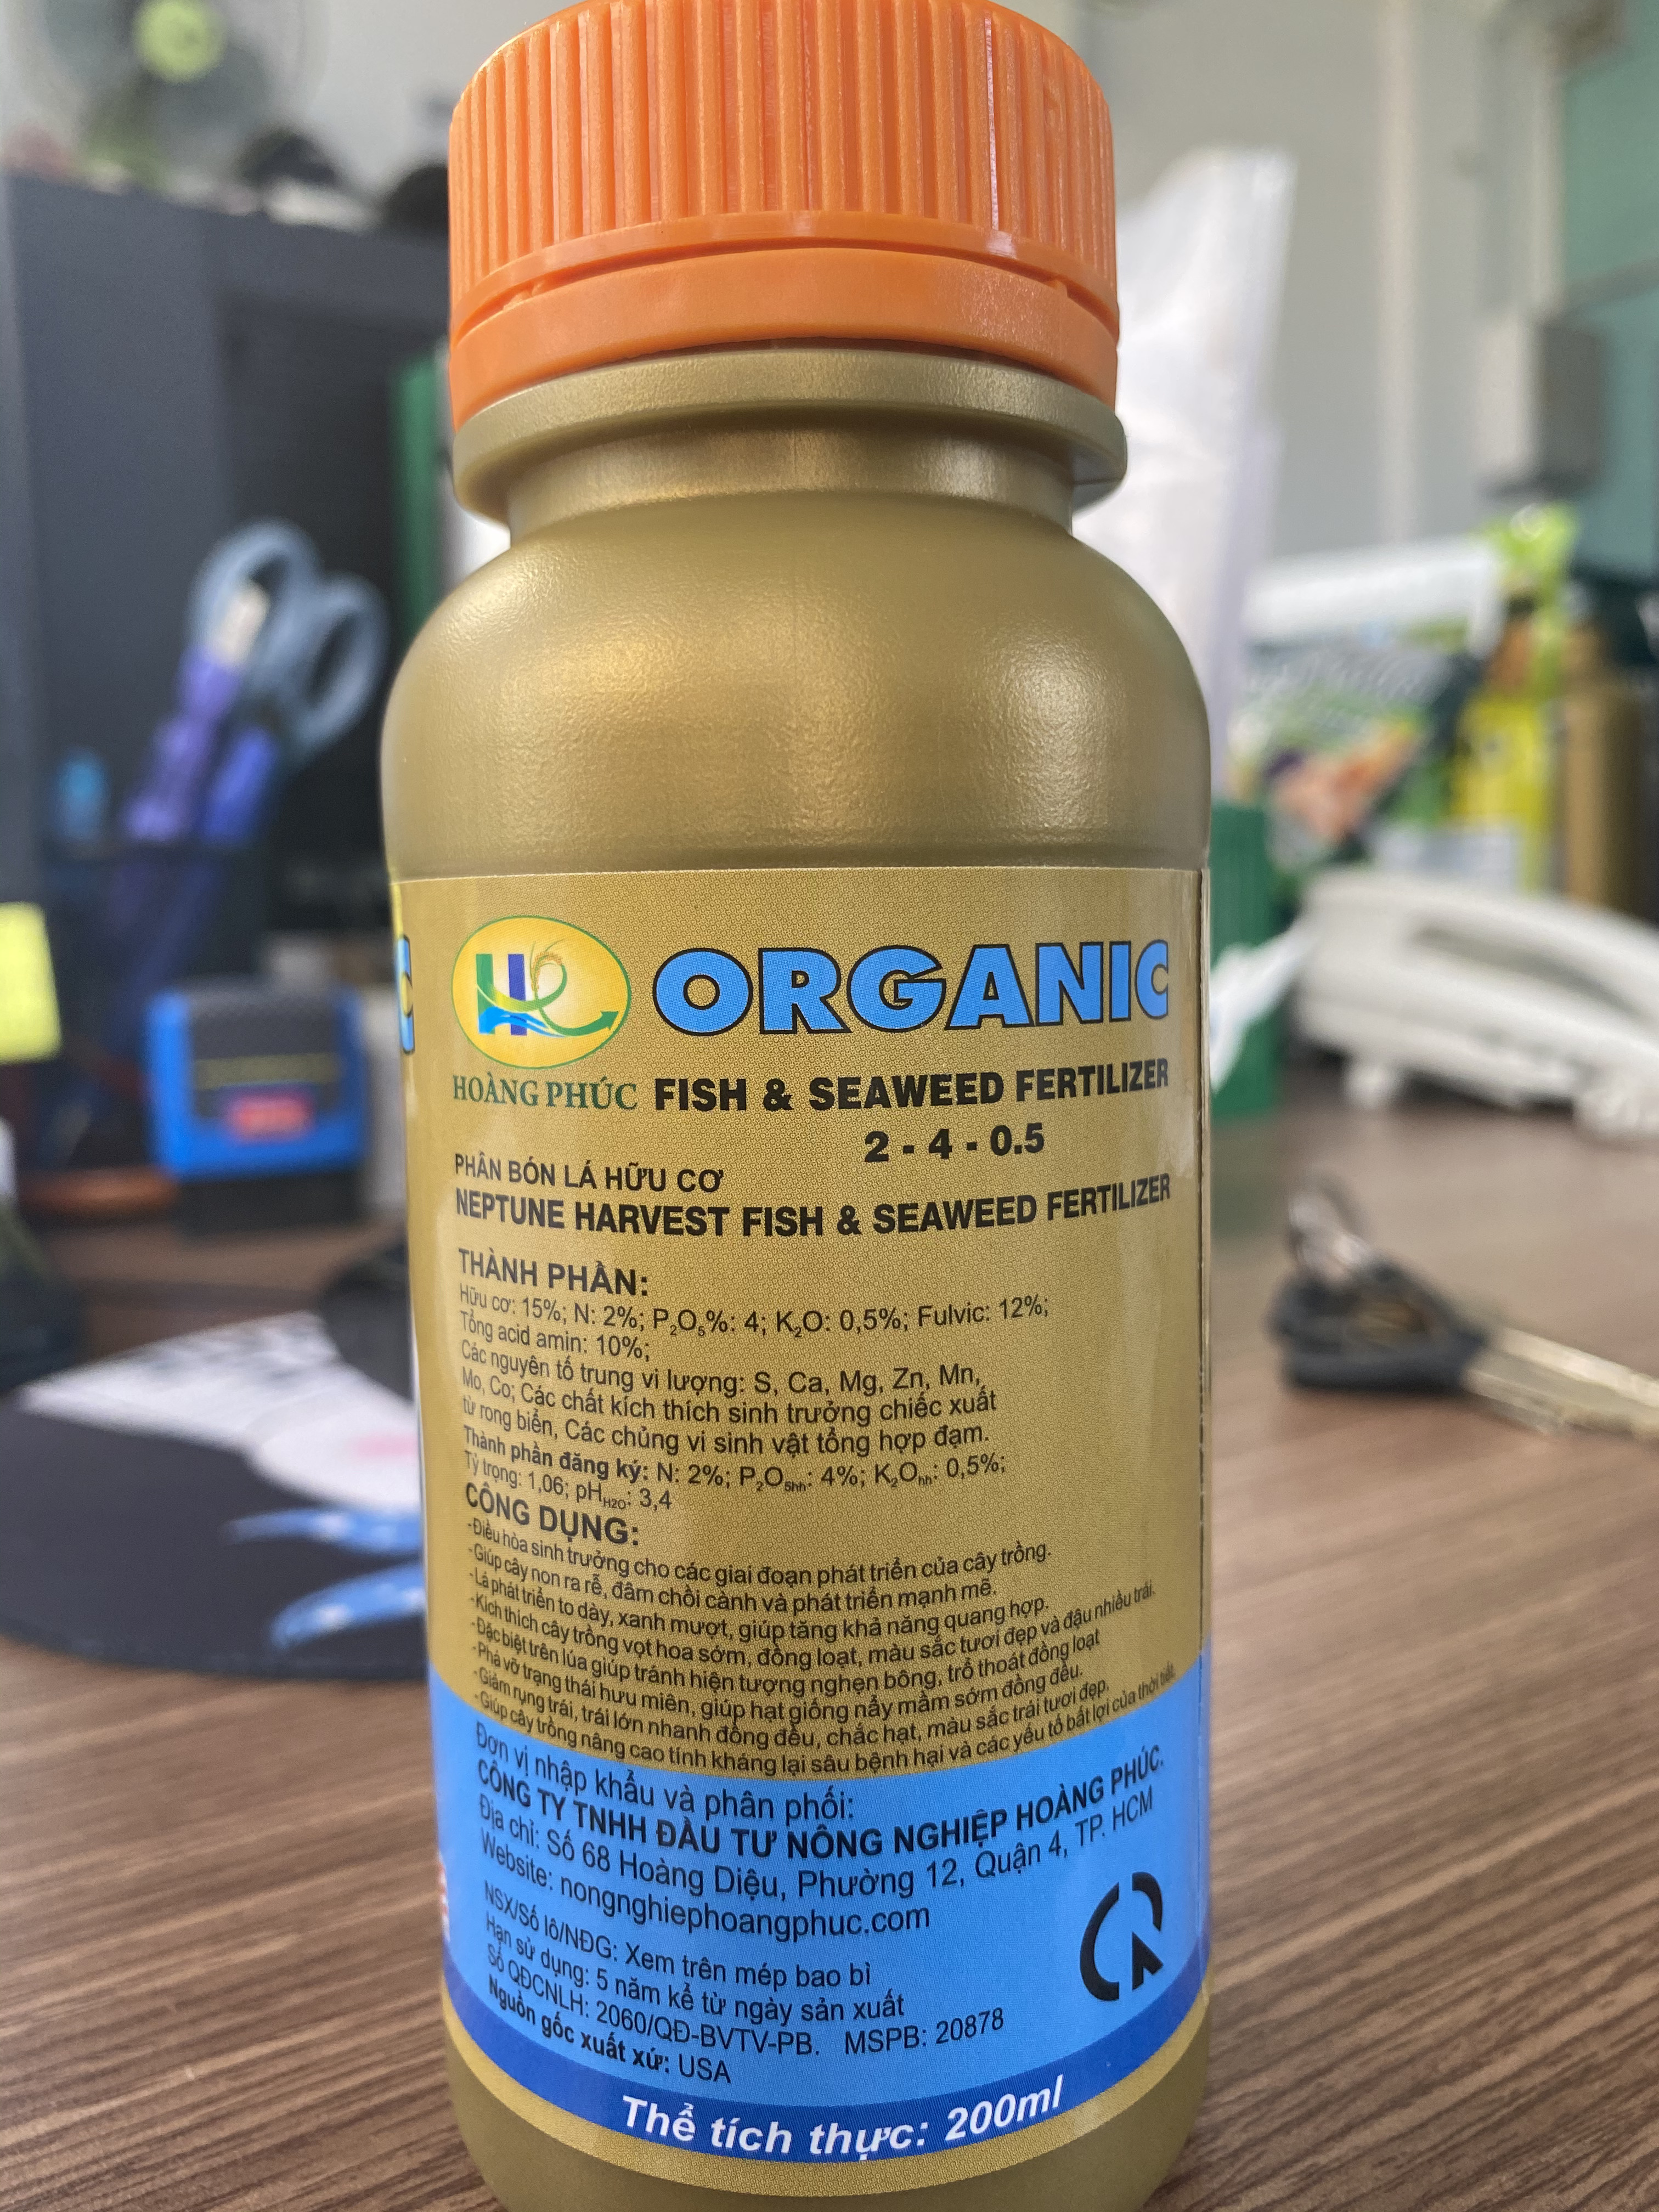 ORGANIC
HOÀNG PHÚC
FISH & SEAWEED FERTILIZER
2 - 4 - 0.5
PHÂN BÓN LÁ HỮU CƠ
NEPTUNE HARVEST FISH & SEAWEED FERTILIZER
THÀNH PHẦN:
Hữu cơ: 15%; N: 2%; P₂O₅%: 4; K₂O: 0,5%; Fulvic: 12%;
Tổng acid amin: 10%;
Các nguyên tố trung vi lượng: S, Ca, Mg, Zn, Mn,
Mo, Co; Các chất kích thích sinh trưởng chiếc xuất
từ rong biển, Các chủng vi sinh vật tổng hợp đạm.
Thành phần đăng ký: N: 2%; P₂O₅hh: 4%; K₂Ohh: 0,5%;
Tỷ trọng: 1,06; pHH2O: 3,4
CÔNG DỤNG:
-Điều hòa sinh trưởng cho các giai đoạn phát triển của cây trồng.
-Giúp cây non ra rễ, đâm chồi cành và phát triển mạnh mẽ.
-Lá phát triển to dày, xanh mượt, giúp tăng khả năng quang hợp.
-Kích thích cây trồng vọt hoa sớm, đồng loạt, màu sắc tươi đẹp và đậu nhiều trái.
-Đặc biệt trên lúa giúp tránh hiện tượng nghẹn bông, trổ thoát đồng loạt
-Phá vỡ trạng thái hưu miên, giúp hạt giống nẩy mầm sớm đồng đều.
-Giảm rụng trái, trái lớn nhanh đồng đều, chắc hạt, màu sắc trái tươi đẹp.
-Giúp cây trồng nâng cao tính kháng lại sâu bệnh hại và các yếu tố bất lợi của thời tiết.
Đơn vị nhập khẩu và phân phối:
CÔNG TY TNHH ĐẦU TƯ NÔNG NGHIỆP HOÀNG PHÚC.
Địa chỉ: Số 68 Hoàng Diệu, Phường 12, Quận 4, TP. HCM
Website: nongnghiephoangphuc.com
NSX/Số lô/NĐG: Xem trên mép bao bì
Hạn sử dụng: 5 năm kể từ ngày sản xuất
Số QĐCNLH: 2060/QĐ-BVTV-PB. MSPB: 20878
Nguồn gốc xuất xứ: USA
Thể tích thực: 200ml